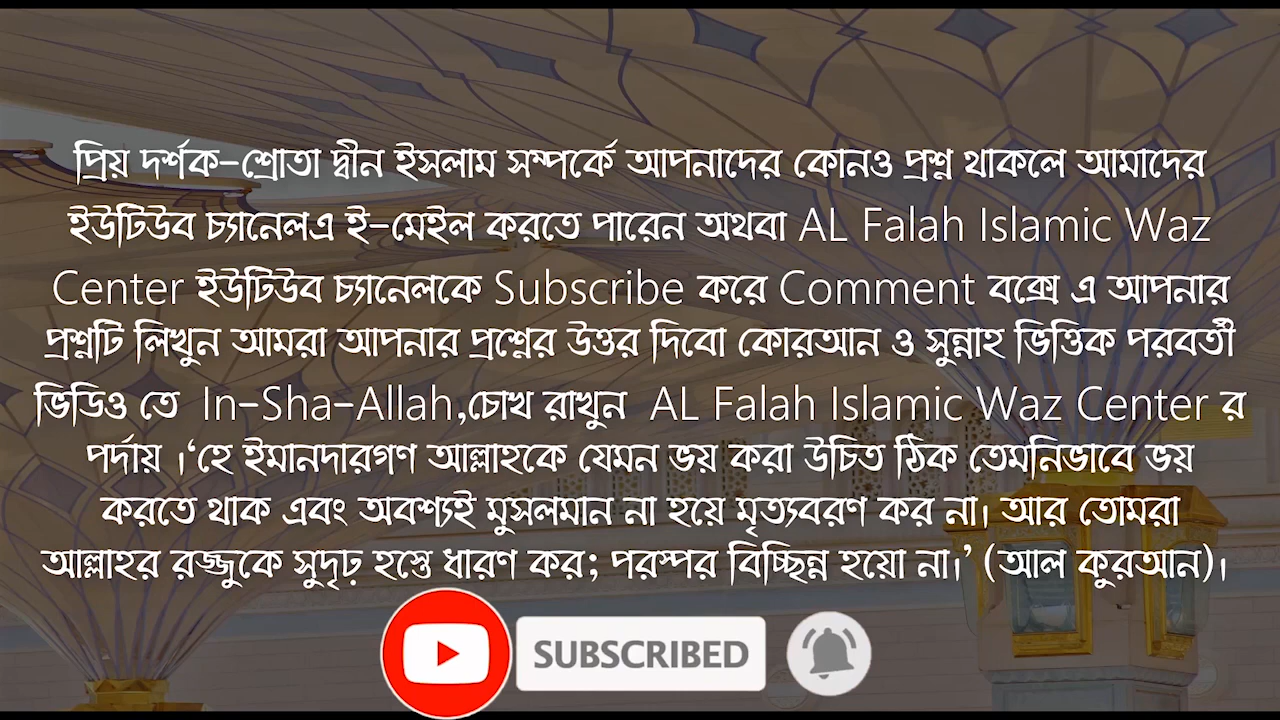 প্রিয় দর্শক-শ্রোতা দ্বীন ইসলাম সম্পর্কে আপনাদের কোনও প্রশ্ন থাকলে আমাদের
ইউটিউব চ্যানেলএ ই-মেইল করতে পারেন অথবা AL Falah Islamic Waz
Center ইউটিউব চ্যানেলকে Subscribe করে Comment বক্সে এ আপনার
প্রশ্নটি লিখুন আমরা আপনার প্রশ্নের উত্তর দিবো কোরআন ও সুন্নাহ ভিত্তিক পরবর্তী
ভিডিও তে In-Sha-Allah,চোখ রাখুন AL Falah Islamic Waz Center র
পর্দায় ।‘হে ইমানদারগণ আল্লাহকে যেমন ভয় করা উচিত ঠিক তেমনিভাবে ভয়
করতে থাক এবং অবশ্যই মুসলমান না হয়ে মৃত্যবরণ কর না। আর তোমরা
আল্লাহর রজ্জুকে সুদৃঢ় হস্তে ধারণ কর; পরস্পর বিচ্ছিন্ন হয়ো না।’ (আল কুরআন)।
SUBSCRIBED